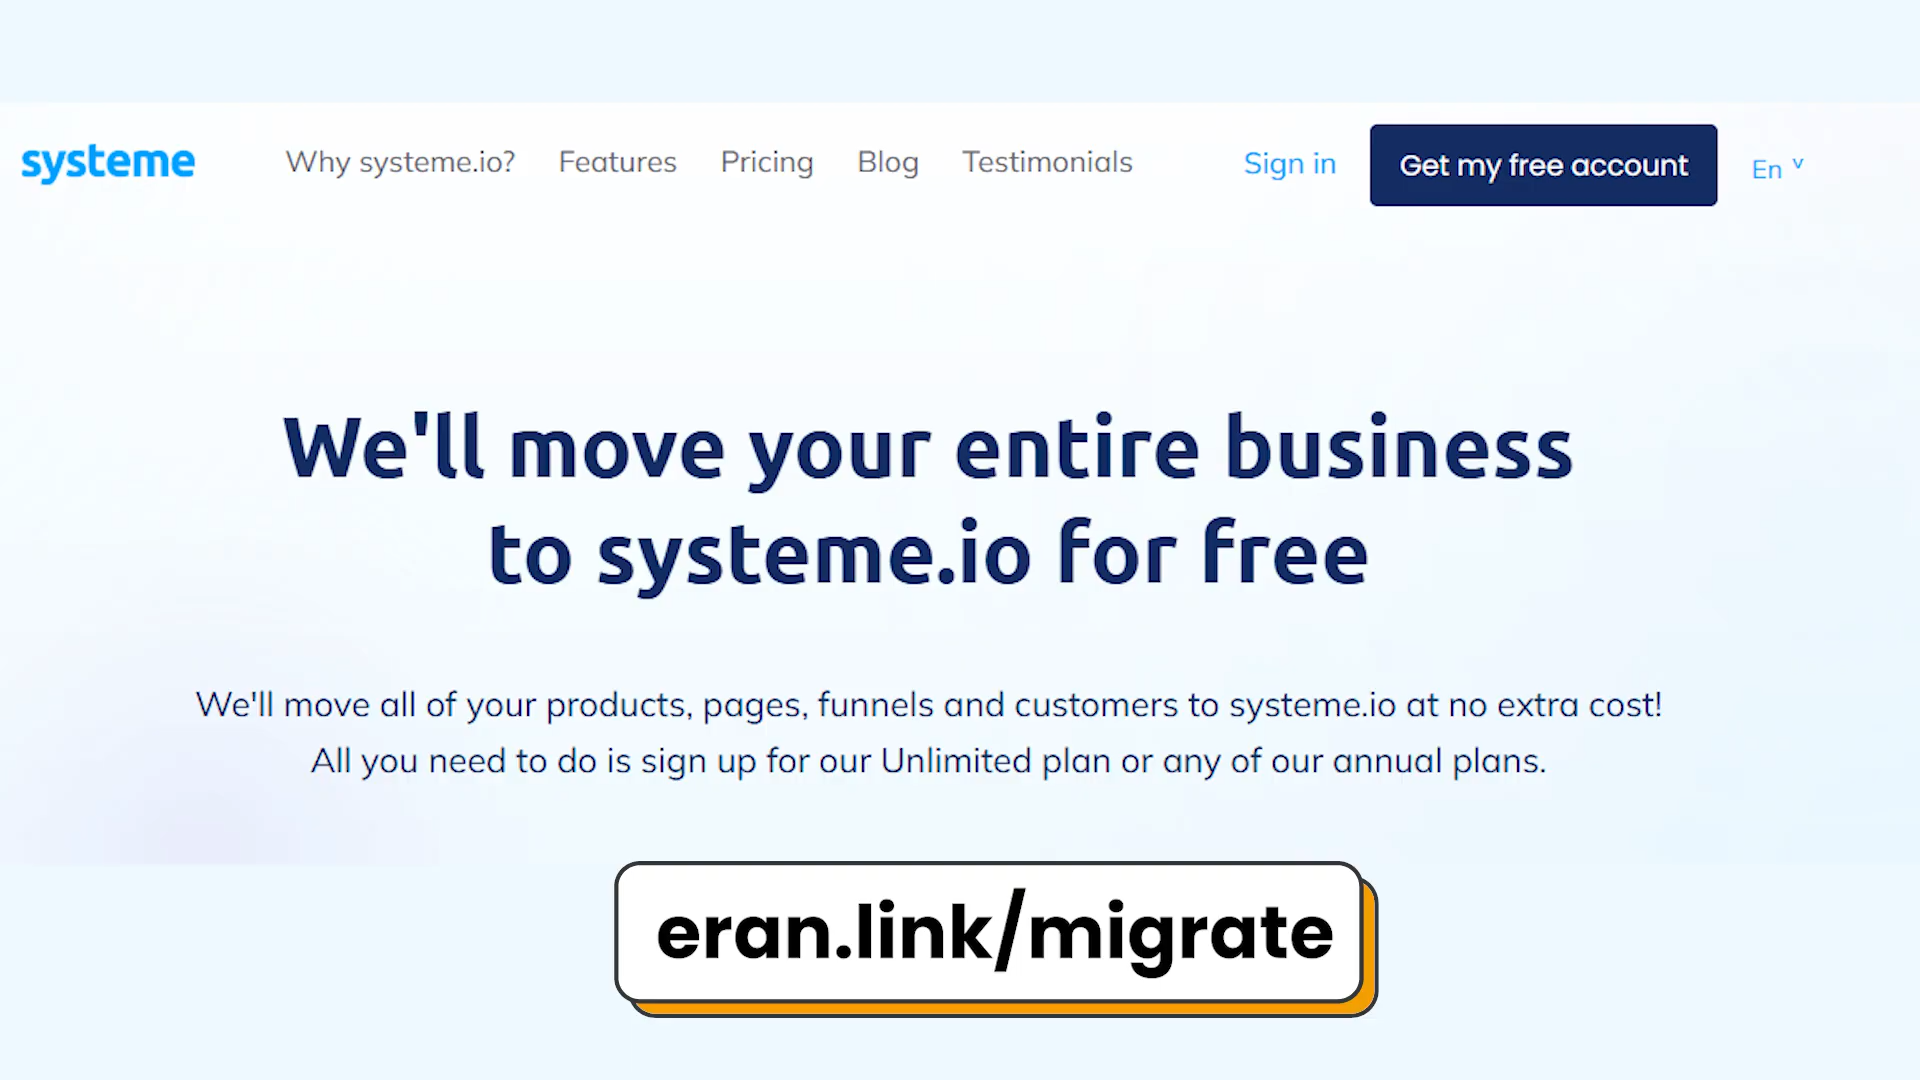 systeme
Why systeme.io?
Features
Pricing
Blog
Testimonials
Sign in
Get my free account
En
We'll move your entire business
to systeme.io for free
We'll move all of your products, pages, funnels and customers to systeme.io at no extra cost!
All you need to do is sign up for our Unlimited plan or any of our annual plans.
eran.link/migrate